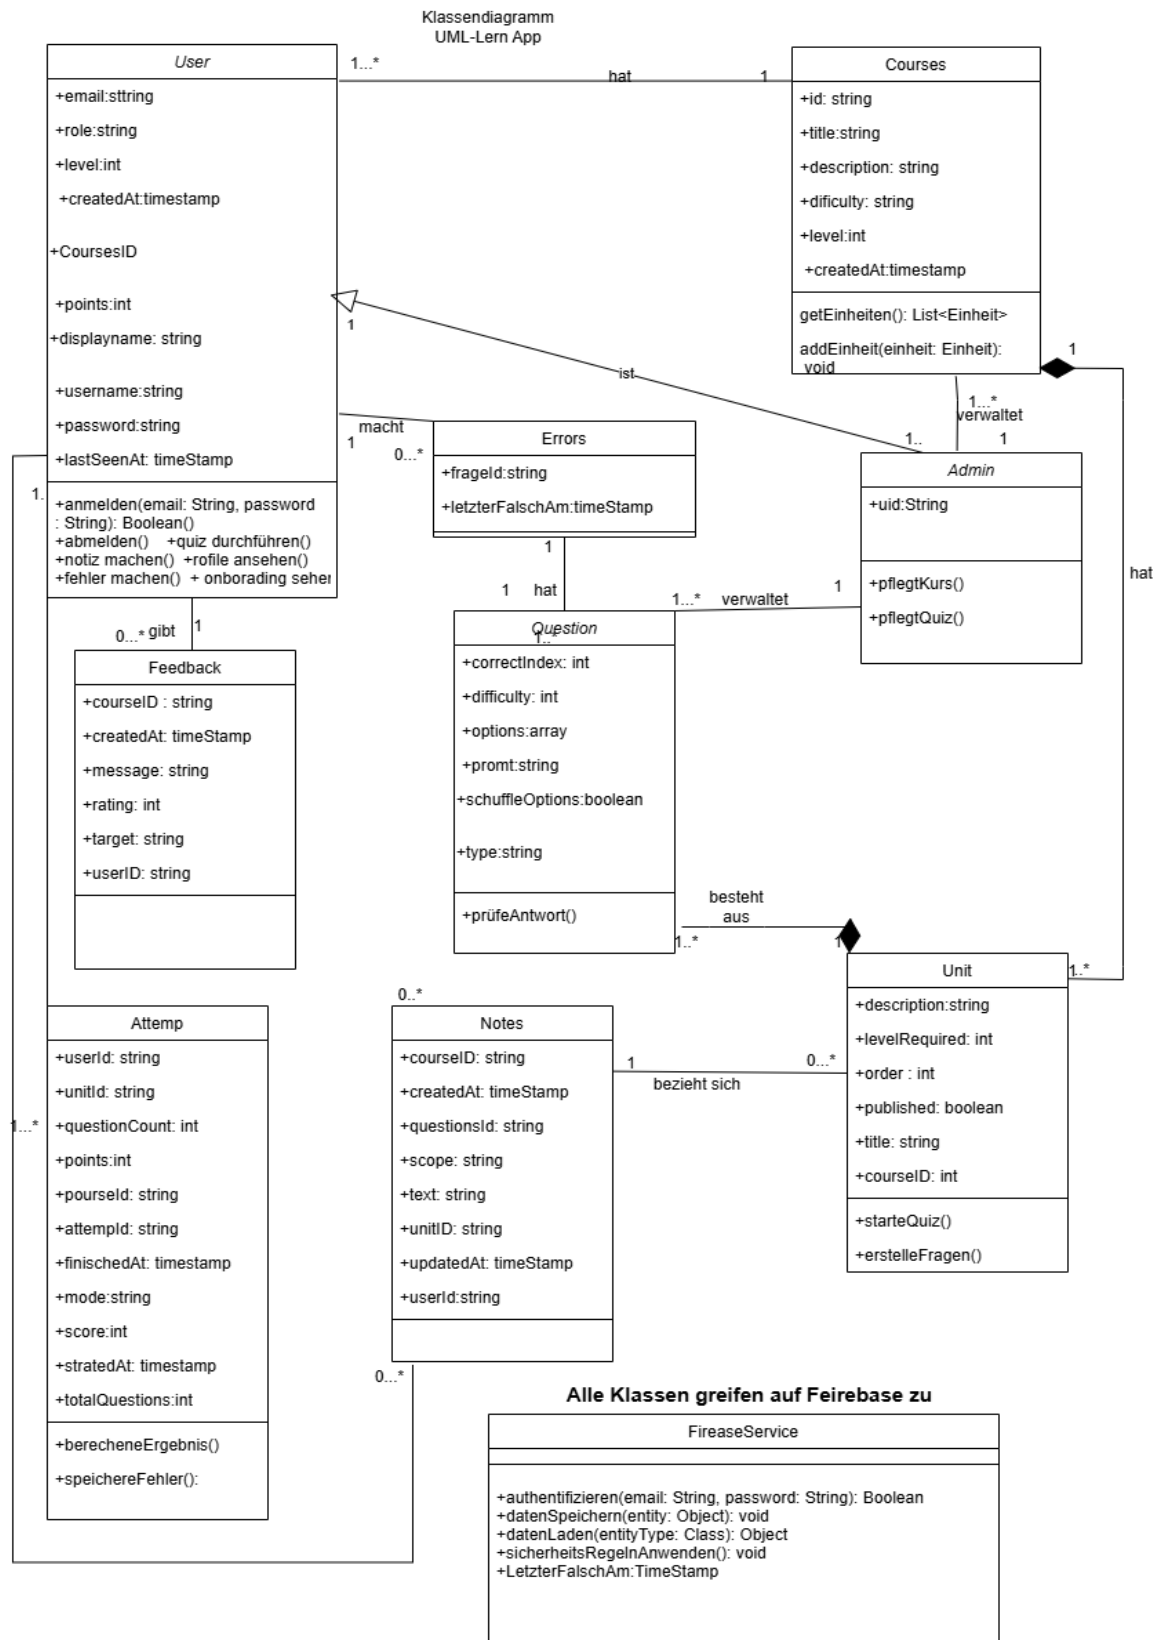 Klassendiagramm
UML-Lern App
User
+email:sttring
+role:string
+level:int
+createdAt:timestamp
+CoursesID
+points:int
+displayname: string
+username:string
+password:string
+lastSeenAt: timeStamp
+anmelden(email: String, password
: String): Boolean()
+abmelden() +quiz durchführen()
+notiz machen() +rofile ansehen()
+fehler machen() + onborading sehen
1...*
hat
1
Courses
+id: string
+title:string
+description: string
+dificulty: string
+level:int
+createdAt:timestamp
getEinheiten(): List<Einheit>
addEinheit(einheit: Einheit):
void
1
1
ist
1..
1...*
verwaltet
1
hat
macht
1
0...*
Errors
+frageId:string
+letzterFalschAm:timeStamp
Admin
+uid:String
+pflegtKurs()
+pflegtQuiz()
1.
1
1
hat
1...*
verwaltet
1
0...*
gibt
1
Feedback
+courseID : string
+createdAt: timeStamp
+message: string
+rating: int
+target: string
+userID: string
Question
1..*
+correctIndex: int
+difficulty: int
+options:array
+promt:string
+schuffleOptions:boolean
+type:string
+prüfeAntwort()
besteht
aus
1..*
1
1..*
Unit
+description:string
+levelRequired: int
+order : int
+published: boolean
+title: string
+courseID: int
+starteQuiz()
+erstelleFragen()
Attemp
+userId: string
+unitId: string
+questionCount: int
+points:int
+pourseId: string
+attempId: string
+finischedAt: timestamp
+mode:string
+score:int
+stratedAt: timestamp
+totalQuestions:int
+berecheneErgebnis()
+speichereFehler():
1...*
0..*
Notes
+courseID: string
+createdAt: timeStamp
+questionsId: string
+scope: string
+text: string
+unitID: string
+updatedAt: timeStamp
+userId:string
1
bezieht sich
0...*
0...*
Alle Klassen greifen auf Feirebase zu
FireaseService
+authentifizieren(email: String, password: String): Boolean
+datenSpeichern(entity: Object): void
+datenLaden(entityType: Class): Object
+sicherheitsRegelnAnwenden(): void
+LetzterFalschAm:TimeStamp